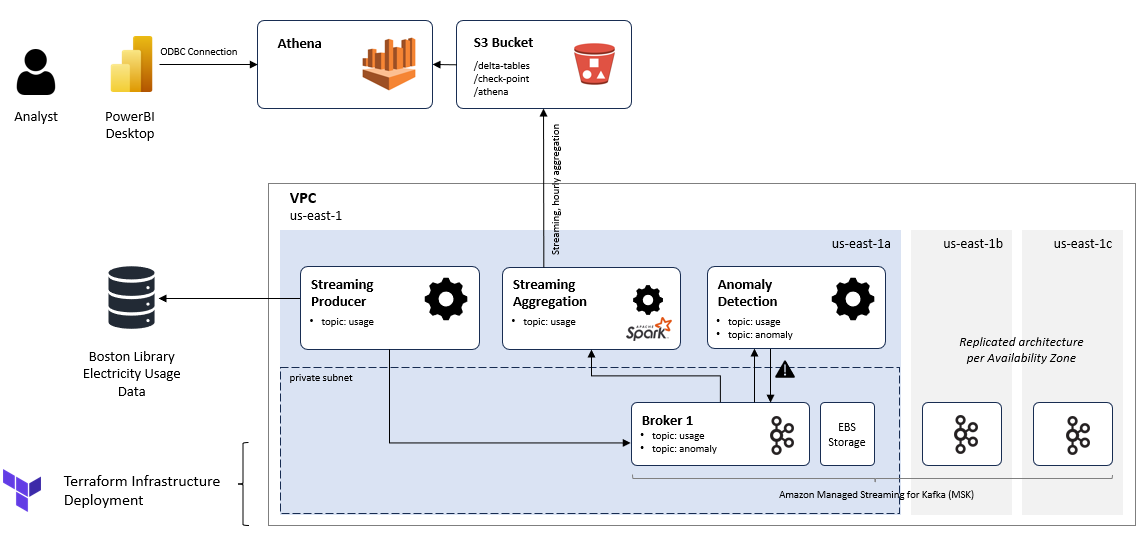 Analyst
PowerBI
Desktop
ODBC Connection
Athena
S3 Bucket
/delta-tables
/check-point
/athena
Streaming, hourly aggregation
VPC
us-east-1
us-east-1a
us-east-1b
us-east-1c
Streaming
Producer
• topic: usage
Streaming
Aggregation
• topic: usage
APACHE
Spark
Anomaly
Detection
• topic: usage
• topic: anomaly
Replicated architecture
per Availability Zone
Boston Library
Electricity Usage
Data
private subnet
Broker 1
• topic: usage
• topic: anomaly
EBS
Storage
Amazon Managed Streaming for Kafka (MSK)
Terraform Infrastructure
Deployment